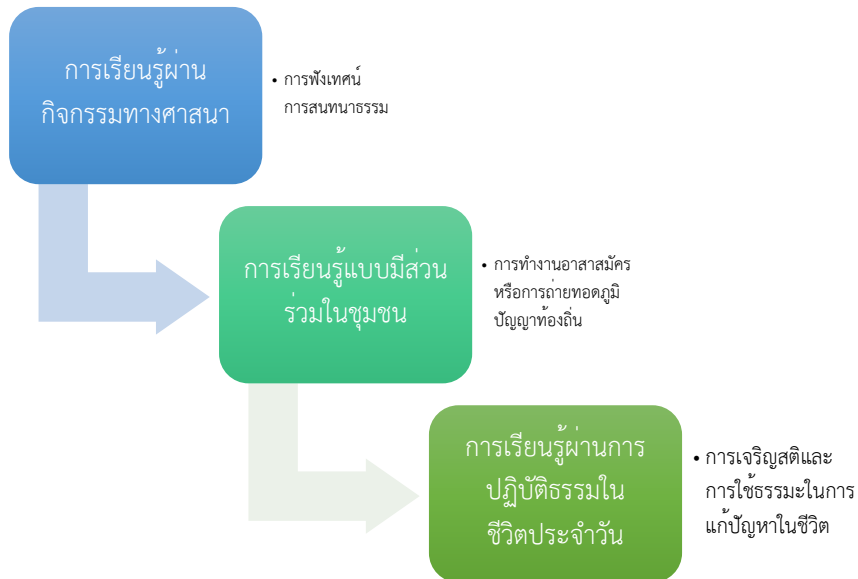 การเรียนรู้ผ่าน
กิจกรรมทางศาสนา
• การฟังเทศน์
การสนทนาธรรม
การเรียนรู้แบบมีส่วน
ร่วมในชุมชน
• การทำงานอาสาสมัคร
หรือการถ่ายทอดภูมิ
ปัญญาท้องถิ่น
การเรียนรู้ผ่านการ
ปฏิบัติธรรมใน
ชีวิตประจำวัน
• การเจริญสติและ
การใช้ธรรมะในการ
แก้ปัญหาในชีวิต